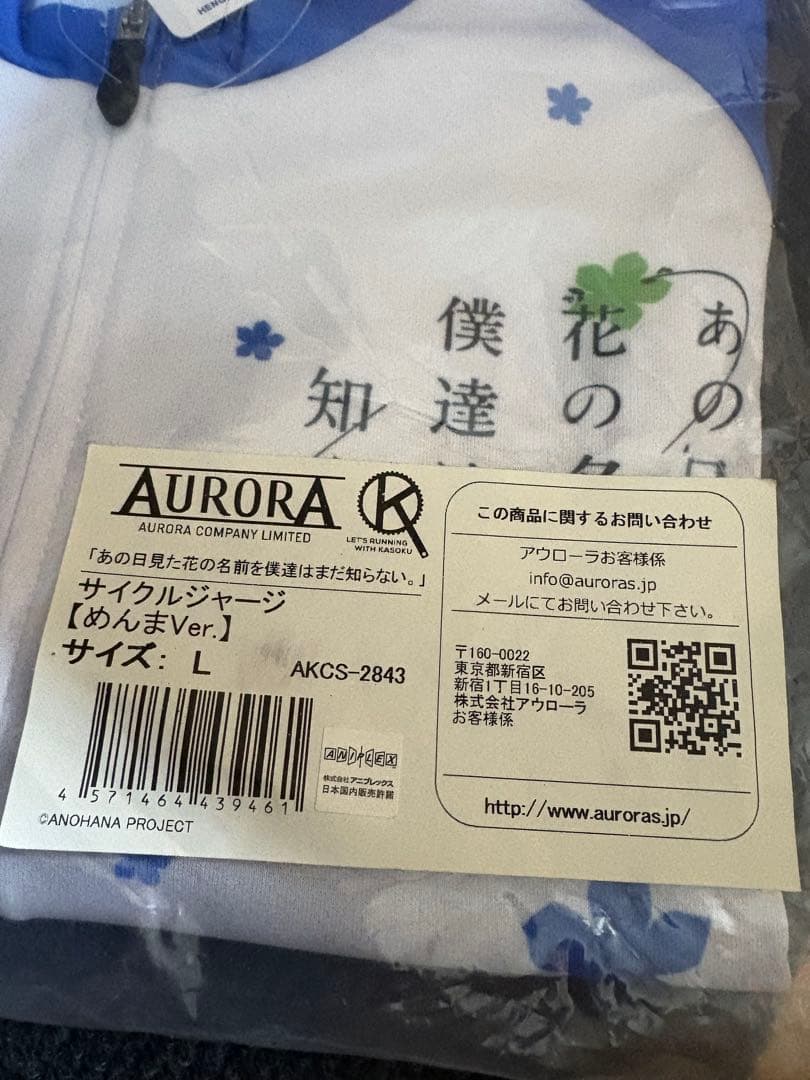 あの
花の
僕達
知
AURORA
AURORA COMPANY LIMITED
K
LET'S RUNNING
WITH KASOKU
「あの日見た花の名前を僕達はまだ知らない。」
サイクルジャージ
【めんまVer.】
サイズ: L
AKCS-2843
4 571464 439461
ANIPLEX
株式会社アニプレックス
日本国内販売許諾
©ANOHANA PROJECT
この商品に関するお問い合わせ
アウローラお客様係
info@auroras.jp
メールにてお問い合わせ下さい。
〒160-0022
東京都新宿区
新宿1丁目16-10-205
株式会社アウローラ
お客様係
http://www.auroras.jp/